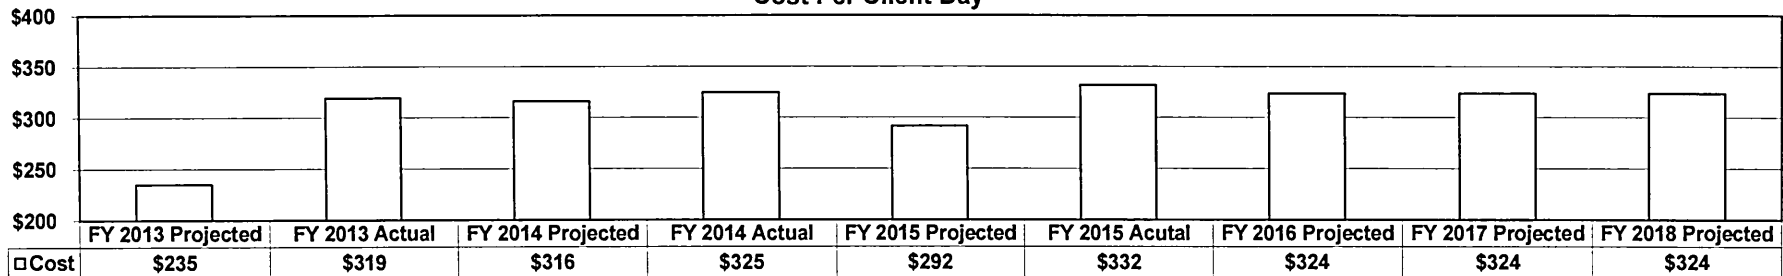 Cost Per Client Day
$400
$350
$300
$250
$200
FY 2013 Projected FY 2013 Actual FY 2014 Projected FY 2014 Actual FY 2015 Projected FY 2015 Acutal FY 2016 Projected FY 2017 Projected FY 2018 Projected
Cost $235 $319 $316 $325 $292 $332 $324 $324 $324